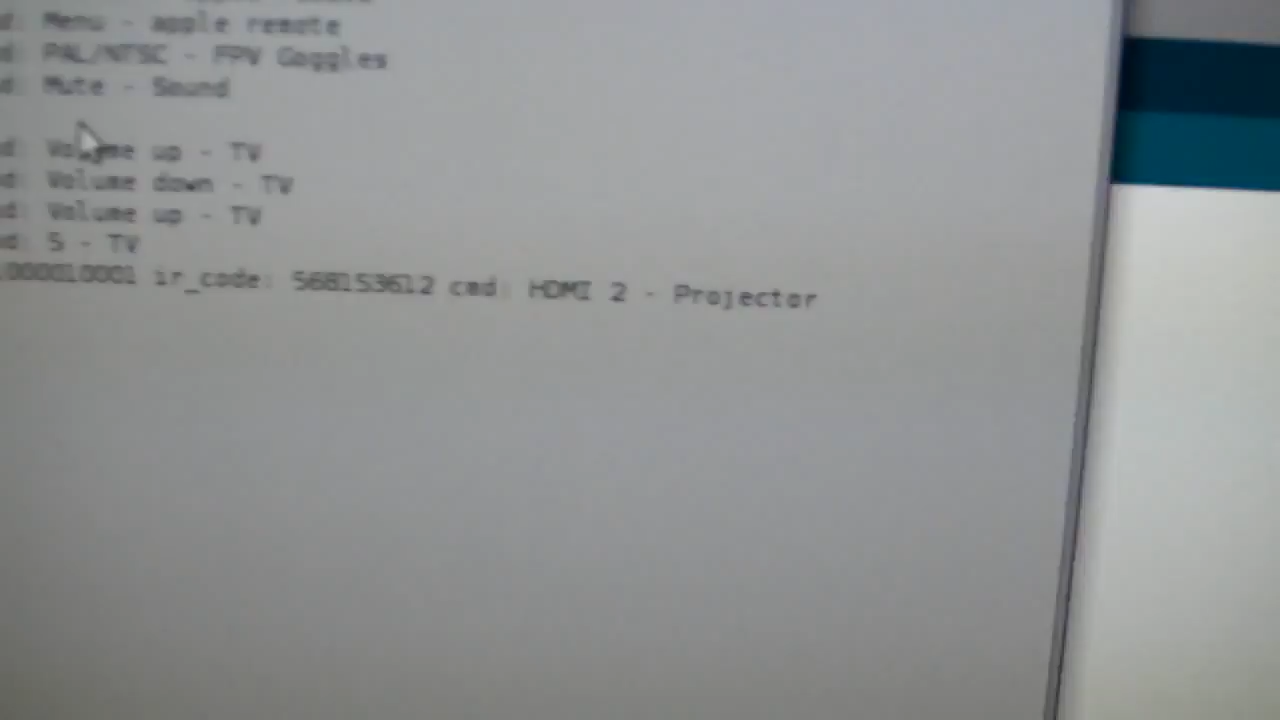 d: Menu - apple remote
d: PAL/NTSC - FPV Goggles
d: Mute - Sound
d: Volume up - TV
d: Volume down - TV
d: Volume up - TV
d: 5 - TV
000010001 ir_code: 568153612 cmd: HDMI 2 - Projector